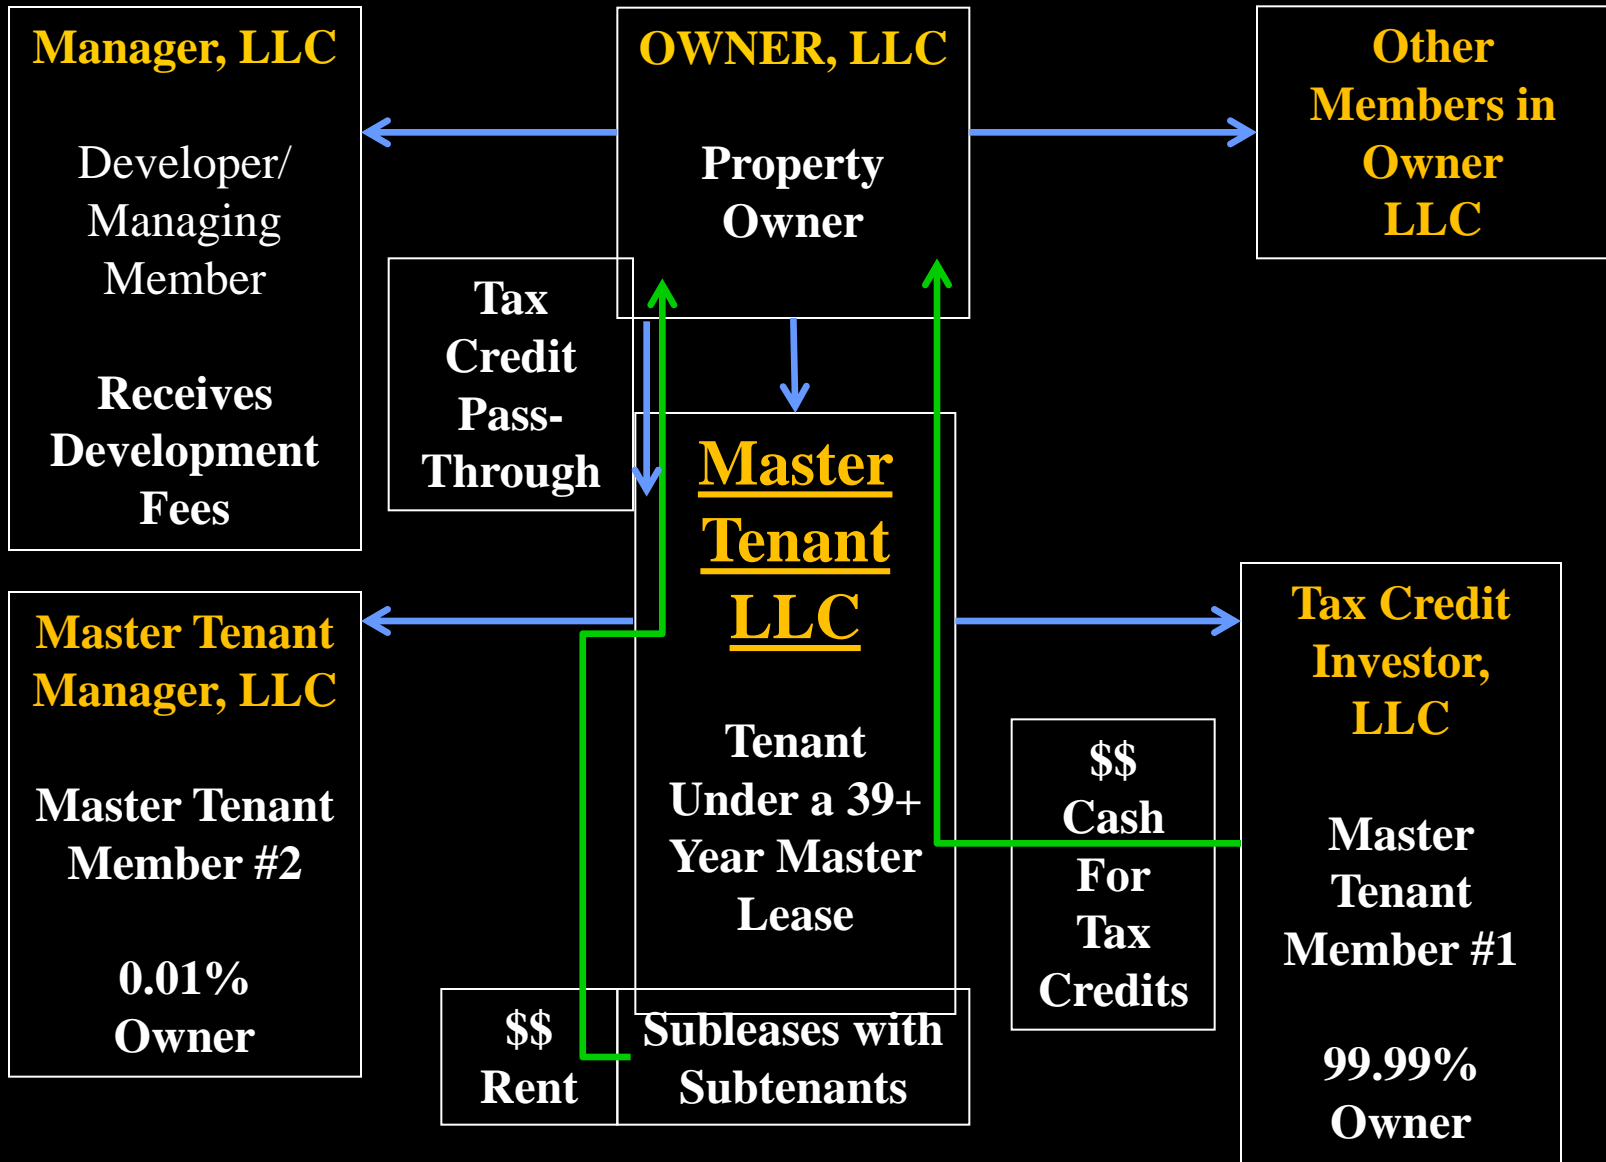 Manager, LLC
Developer/
Managing
Member
Receives
Development
Fees
OWNER, LLC
Property
Owner
Other
Members in
Owner
LLC
Tax
Credit
Pass-
Through
Master
Tenant
LLC
Tenant
Under a 39+
Year Master
Lease
Master Tenant
Manager, LLC
Master Tenant
Member #2
0.01%
Owner
$$
Rent
Subleases with
Subtenants
$$
Cash
For
Tax
Credits
Tax Credit
Investor,
LLC
Master
Tenant
Member #1
99.99%
Owner